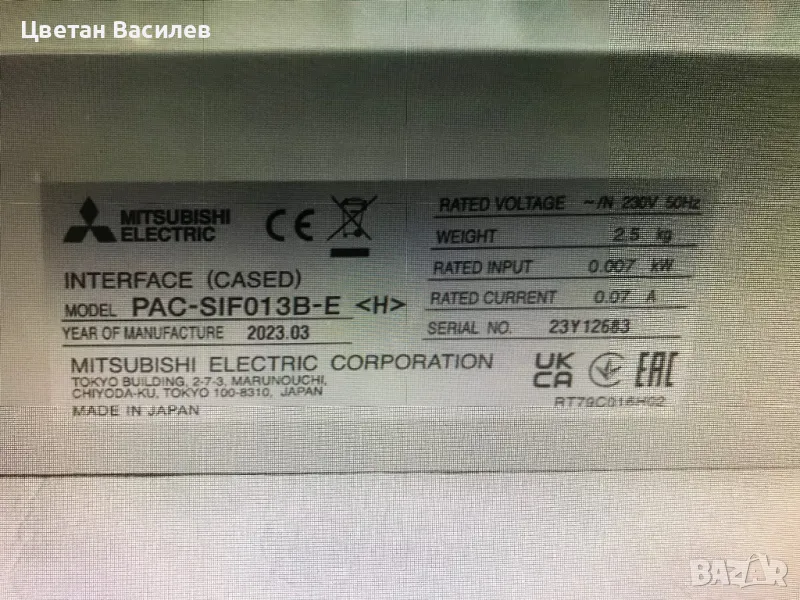 Цветан Василев
MITSUBISHI
ELECTRIC
CE
INTERFACE (CASED)
MODEL PAC-SIF013B-E <H>
YEAR OF MANUFACTURE 2023.03
RATED VOLTAGE ~/N 230V 50Hz
WEIGHT 2.5 kg
RATED INPUT 0.007 kW
RATED CURRENT 0.07 A
SERIAL NO. 23Y12683
MITSUBISHI ELECTRIC CORPORATION
TOKYO BUILDING, 2-7-3, MARUNOUCHI,
CHIYODA-KU, TOKYO 100-8310, JAPAN
MADE IN JAPAN
UK
CA
EAC
RT79C016H02
BAZAR